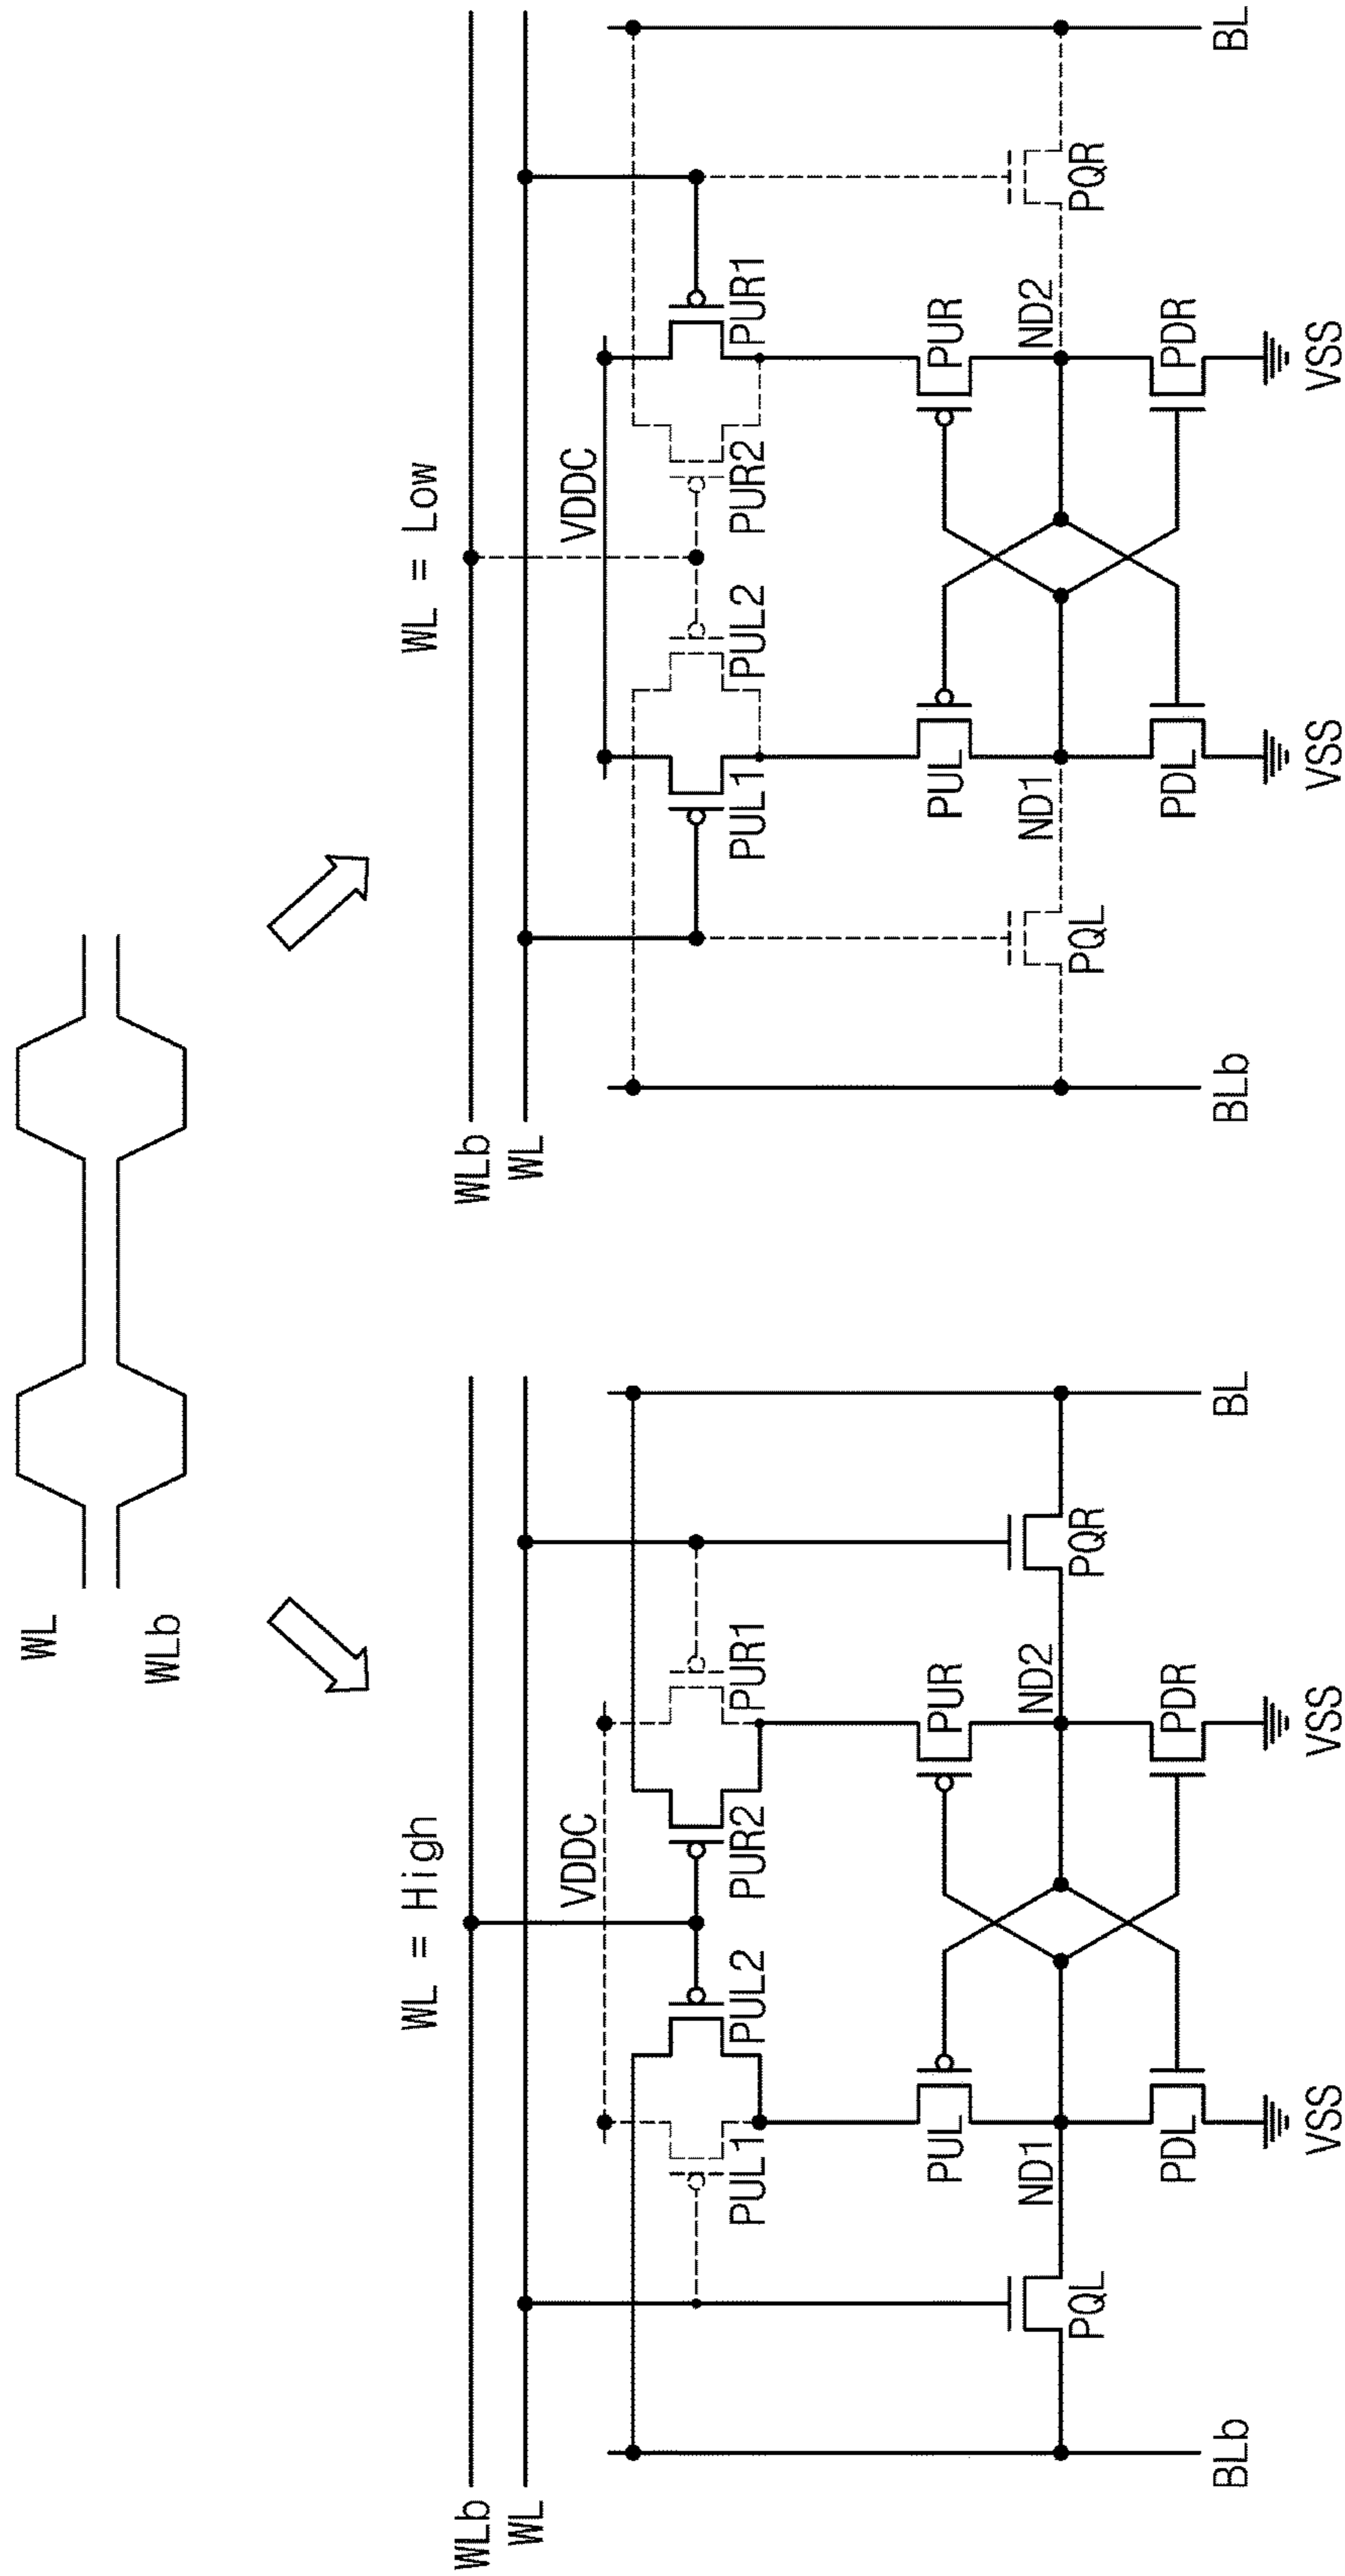 WL
WLb
WL = High
WLb
WL
VDDC
PUL1
PUL2
PUR2
PUR1
PUL
PUR
ND1
ND2
PQL
PQR
PDL
PDR
BLb
BL
VSS
VSS
WL = Low
WLb
WL
VDDC
PUL1
PUL2
PUR2
PUR1
PUL
PUR
ND1
ND2
PQL
PQR
PDL
PDR
BLb
BL
VSS
VSS